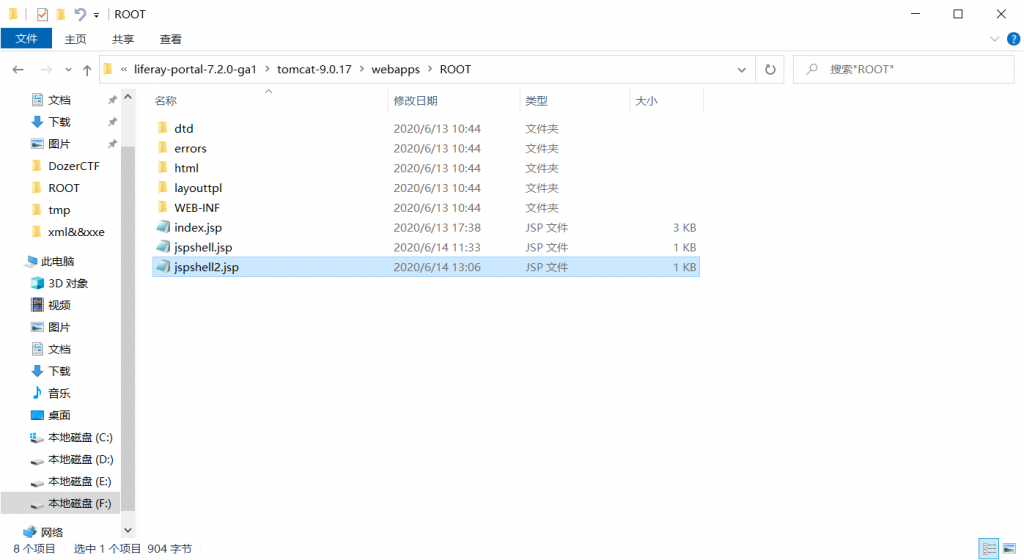 ROOT
文件 主页 共享 查看
« liferay-portal-7.2.0-ga1 › tomcat-9.0.17 › webapps › ROOT 搜索"ROOT"
名称 修改日期 类型 大小
文档
下载
图片
DozerCTF
ROOT
tmp
xml&&xxe
此电脑
3D 对象
视频
图片
文档
下载
音乐
桌面
本地磁盘 (C:)
本地磁盘 (D:)
本地磁盘 (E:)
本地磁盘 (F:)
网络
dtd 2020/6/13 10:44 文件夹
errors 2020/6/13 10:44 文件夹
html 2020/6/13 10:44 文件夹
layouttpl 2020/6/13 10:44 文件夹
WEB-INF 2020/6/13 10:44 文件夹
index.jsp 2020/6/13 17:38 JSP 文件 3 KB
jspshell.jsp 2020/6/14 11:33 JSP 文件 1 KB
jspshell2.jsp 2020/6/14 13:06 JSP 文件 1 KB
8 个项目 选中 1 个项目 904 字节